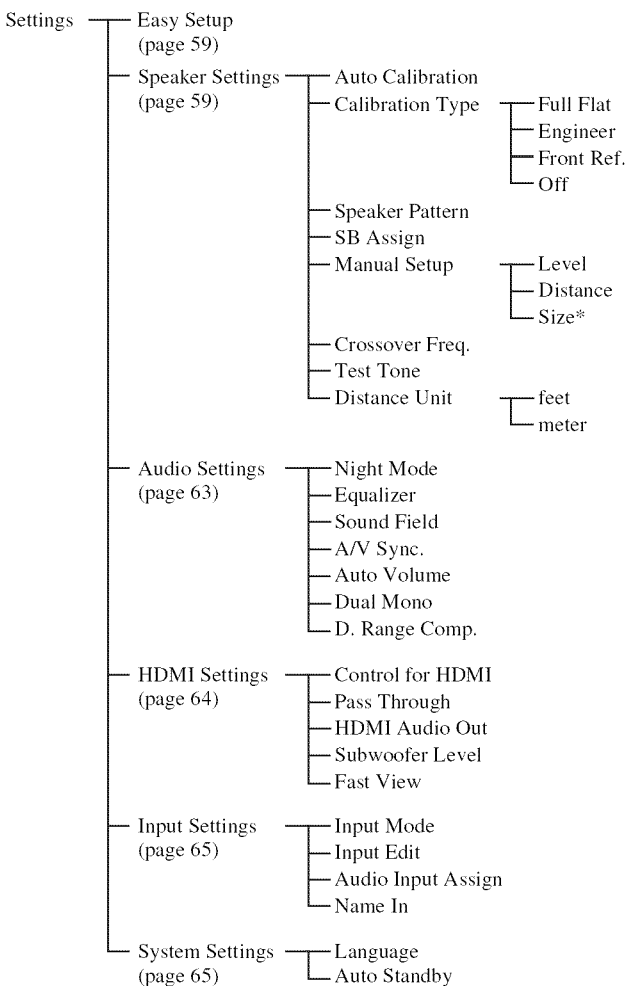 Settings
Easy Setup
(page 59)
Speaker Settings
(page 59)
Auto Calibration
Calibration Type
Full Flat
Engineer
Front Ref.
Off
Speaker Pattern
SB Assign
Manual Setup
Level
Distance
Size*
Crossover Freq.
Test Tone
Distance Unit
feet
meter
Audio Settings
(page 63)
Night Mode
Equalizer
Sound Field
A/V Sync.
Auto Volume
Dual Mono
D. Range Comp.
HDMI Settings
(page 64)
Control for HDMI
Pass Through
HDMI Audio Out
Subwoofer Level
Fast View
Input Settings
(page 65)
Input Mode
Input Edit
Audio Input Assign
Name In
System Settings
(page 65)
Language
Auto Standby